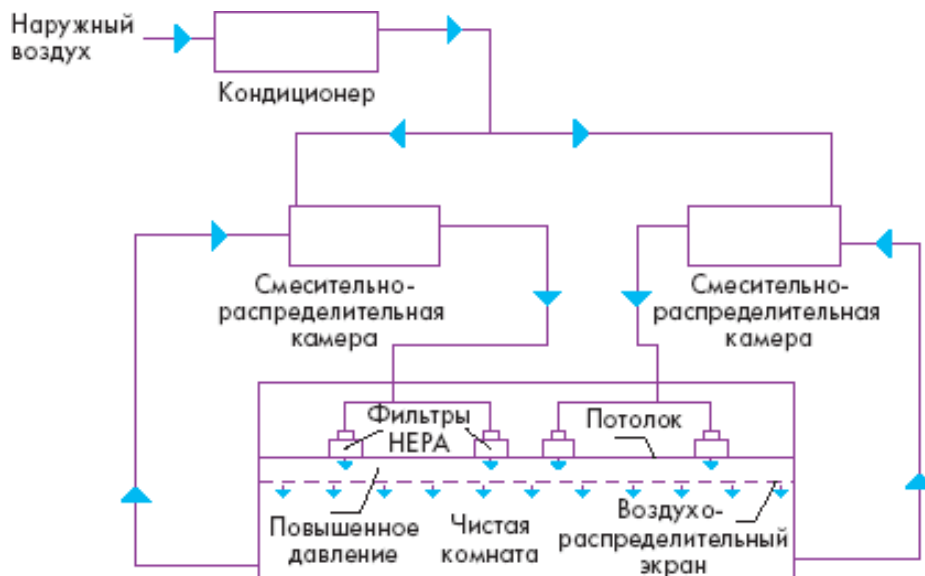 Наружный
воздух
Кондиционер
Смесительно-
распределительная
камера
Смесительно-
распределительная
камера
Фильтры
HEPA
Потолок
Повышенное
давление
Чистая
комната
Воздухо-
распределительный
экран